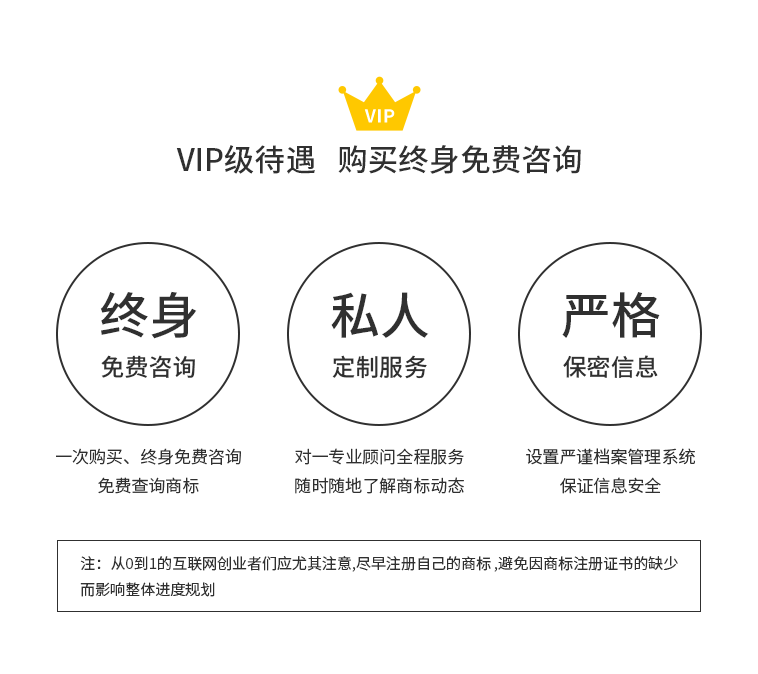 VIP
VIP级待遇 购买终身免费咨询
终身
免费咨询
私人
定制服务
严格
保密信息
一次购买、终身免费咨询
免费查询商标
对一专业顾问全程服务
随时随地了解商标动态
设置严谨档案管理系统
保证信息安全
注：从0到1的互联网创业者们应尤其注意,尽早注册自己的商标,避免因商标注册证书的缺少
而影响整体进度规划